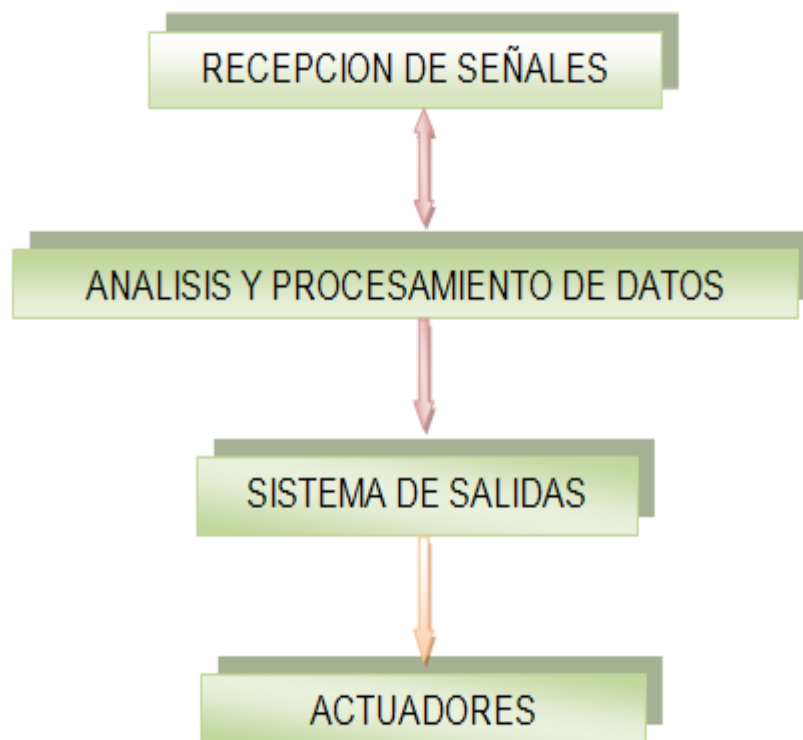 RECEPCION DE SEÑALES
ANALISIS Y PROCESAMIENTO DE DATOS
SISTEMA DE SALIDAS
ACTUADORES